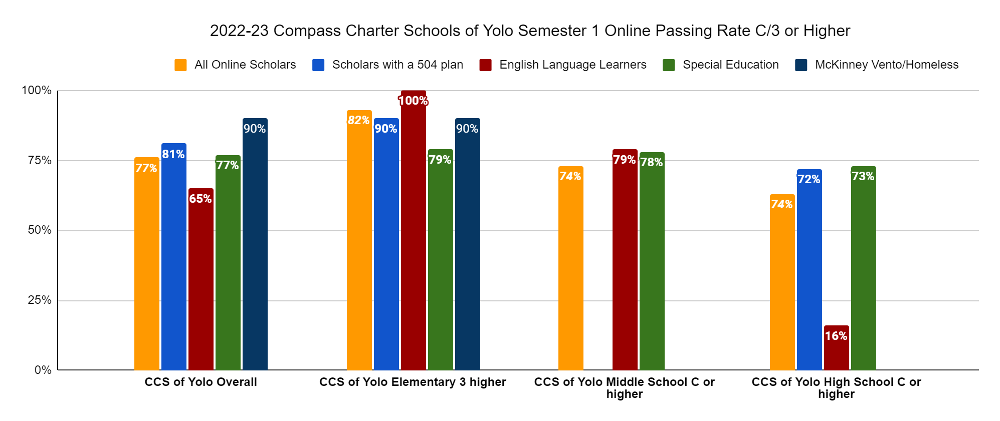 2022-23 Compass Charter Schools of Yolo Semester 1 Online Passing Rate C/3 or Higher
All Online Scholars
Scholars with a 504 plan
English Language Learners
Special Education
McKinney Vento/Homeless
100%
75%
50%
25%
0%
77%
81%
65%
77%
90%
82%
90%
100%
79%
90%
74%
79%
78%
74%
72%
16%
73%
CCS of Yolo Overall
CCS of Yolo Elementary 3 higher
CCS of Yolo Middle School C or
higher
CCS of Yolo High School C or
higher